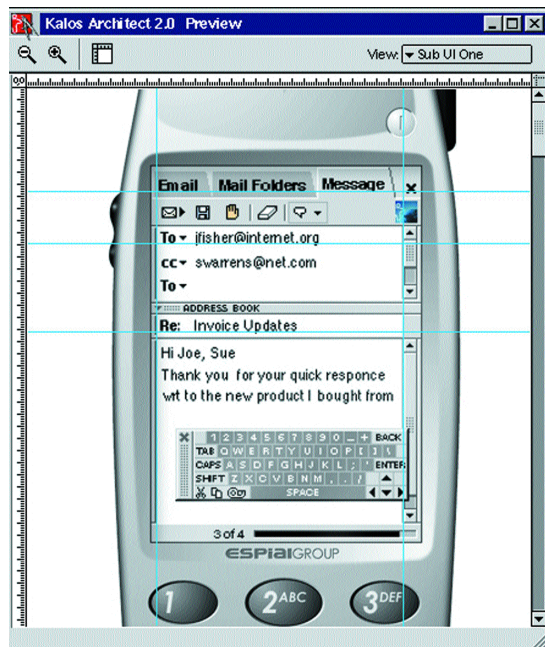 Kalos Architect 2.0 Preview
View: Sub UI One
Email Mail Folders Message
To jfisher@internet.org
cc swarrens@net.com
To
ADDRESS BOOK
Re: Invoice Updates
Hi Joe, Sue
Thank you for your quick responce
wrt to the new product I bought from
1 2 3 4 5 6 7 8 9 0 _ + BACK
TAB Q W E R T Y U I O P [ ] \
CAPS A S D F G H J K L ; ' ENTER
SHIFT Z X C V B N M , . /
SPACE
3 of 4
ESPIAL GROUP
1 2ABC 3DEF